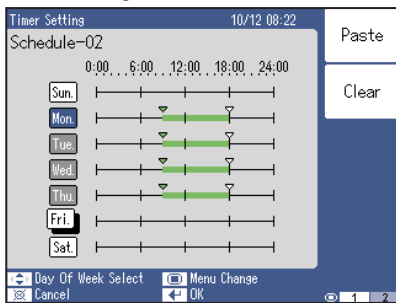 Timer Setting 10/12 08:22
Schedule-02
0:00 6:00 12:00 18:00 24:00
Sun.
Mon.
Tue.
Wed.
Thu.
Fri.
Sat.
Day Of Week Select Menu Change
Cancel OK
Paste
Clear
1 2